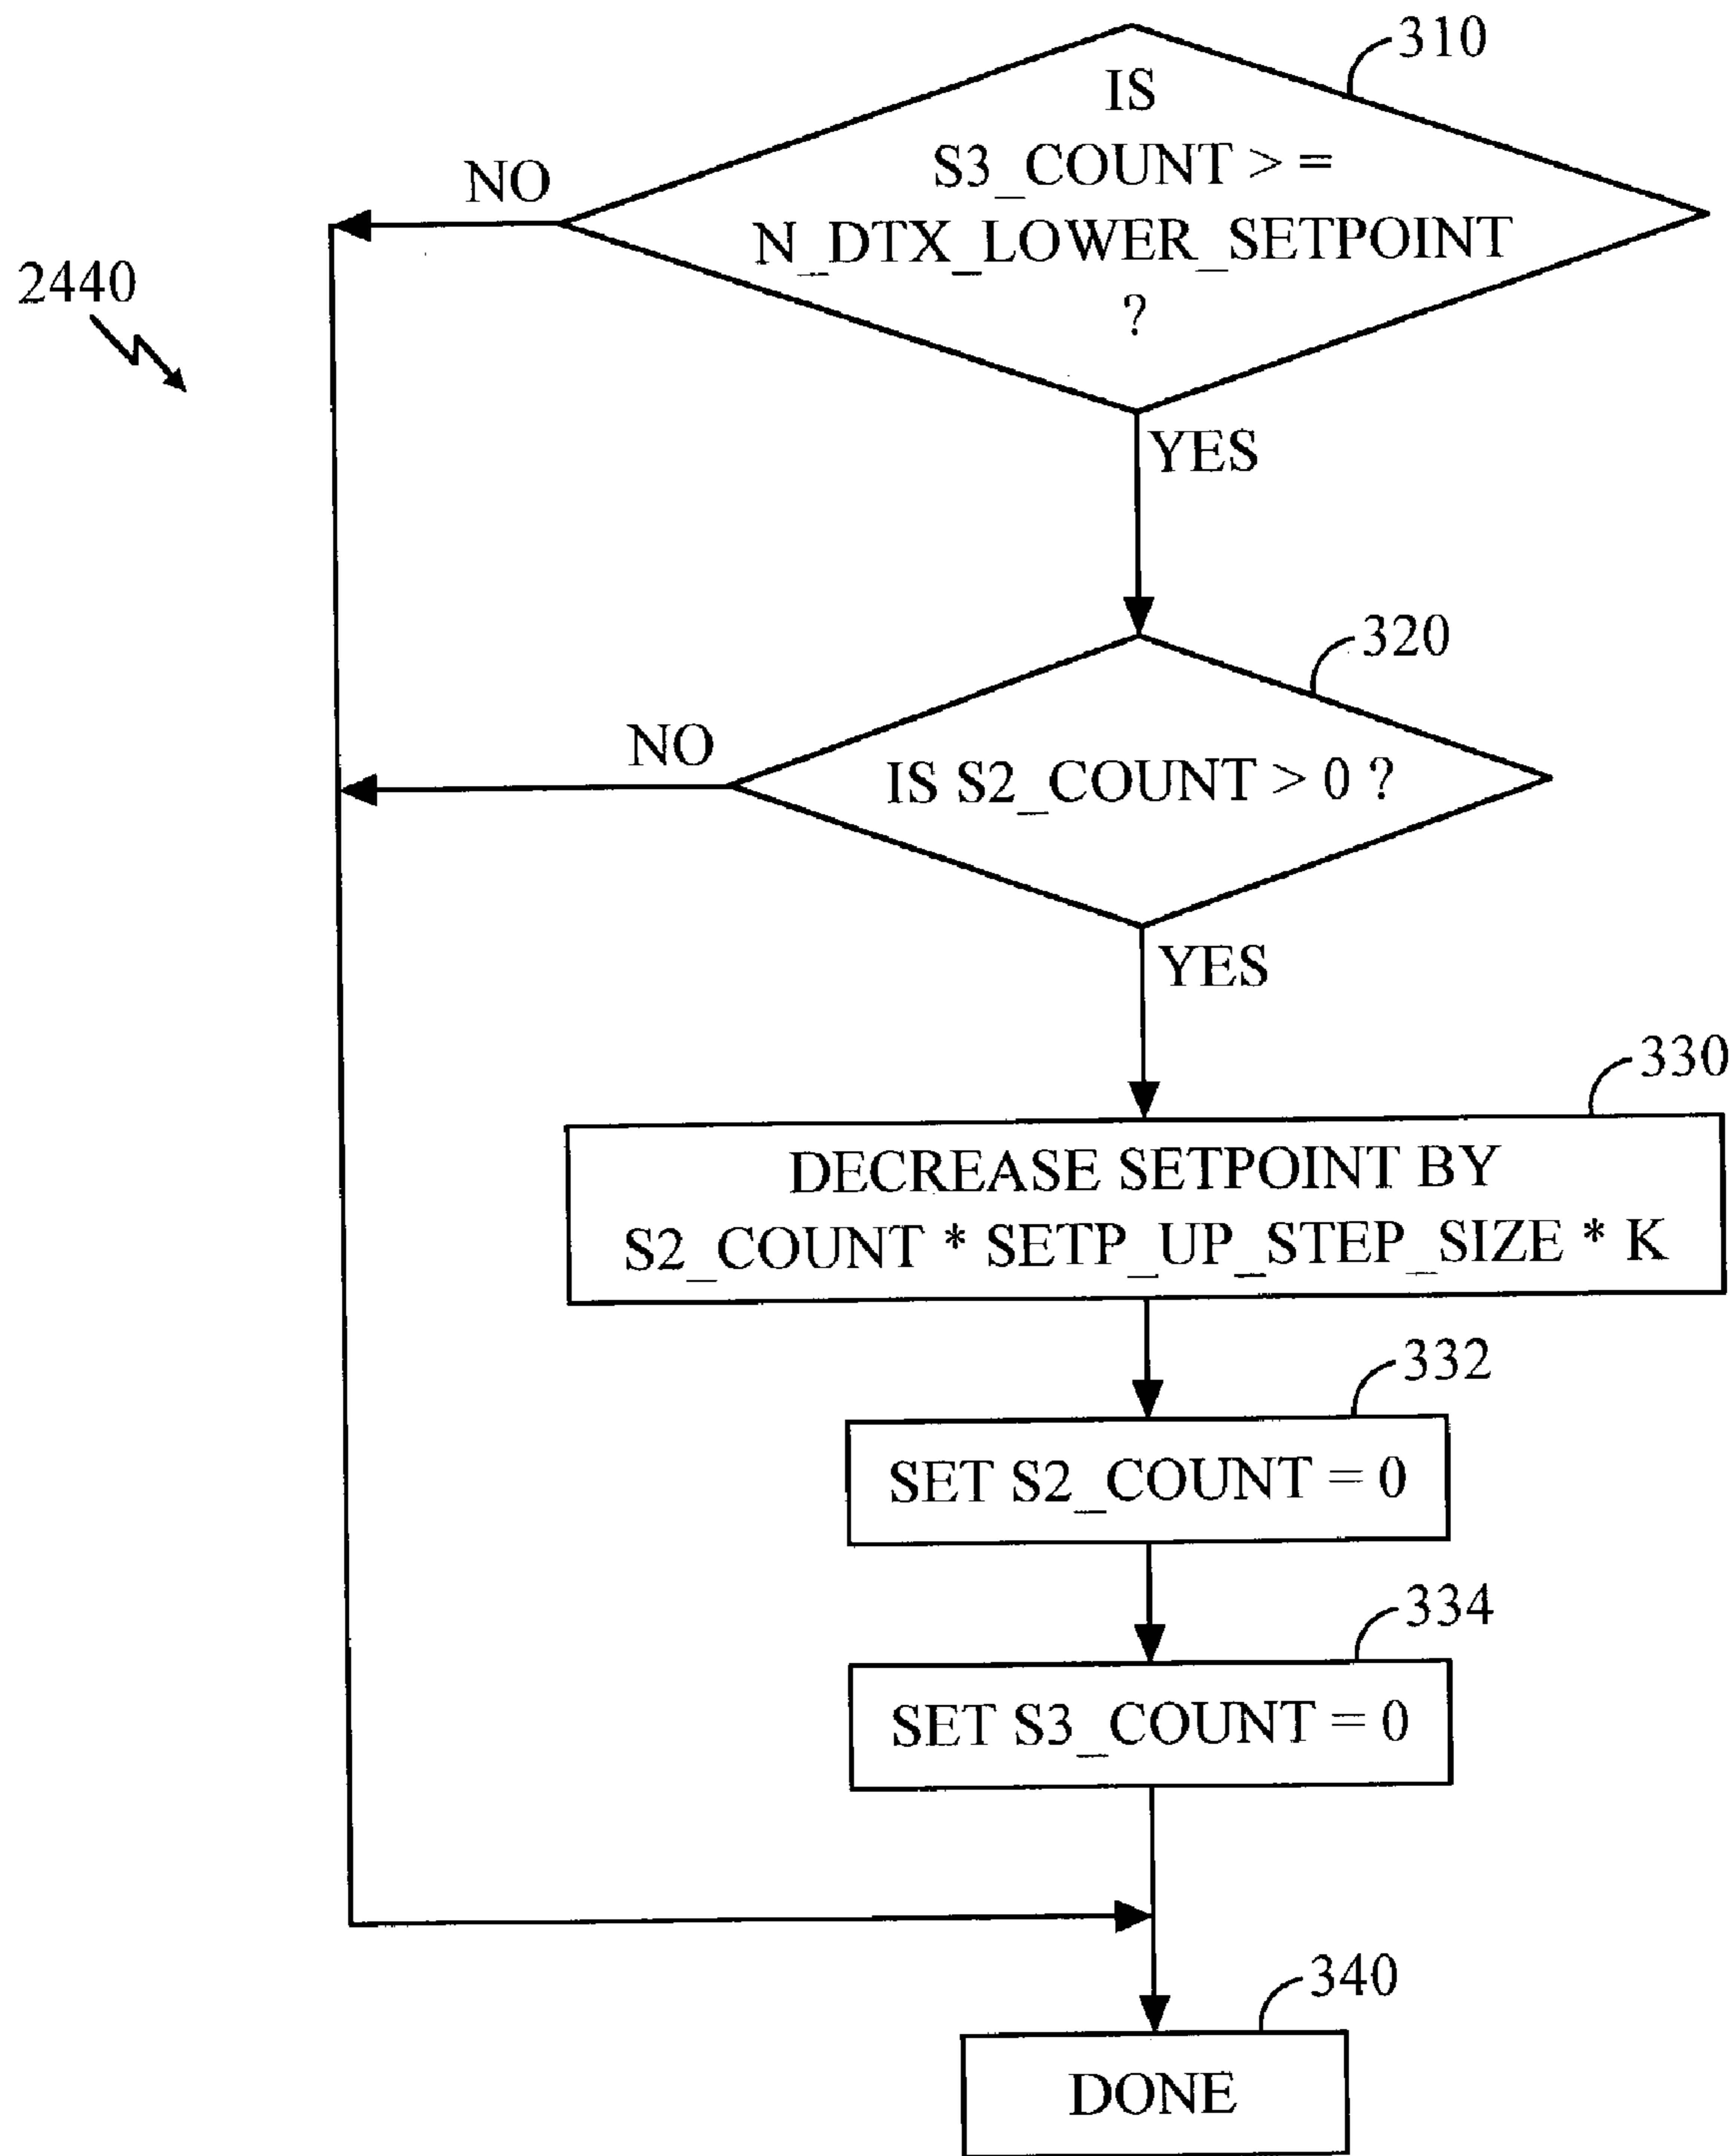 310
IS
S3_COUNT > =
N_DTX_LOWER_SETPOINT
?
NO
2440
YES
320
NO
IS S2_COUNT > 0 ?
YES
330
DECREASE SETPOINT BY
S2_COUNT * SETP_UP_STEP_SIZE * K
332
SET S2_COUNT = 0
334
SET S3_COUNT = 0
340
DONE